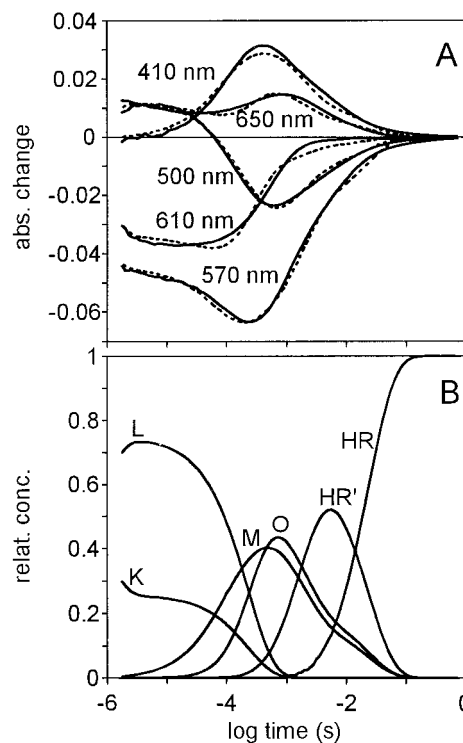 0.04
A
410 nm
0.02
650 nm
0
500 nm
-0.02
610 nm
-0.04
570 nm
-0.06
abs. change
1
B
HR
0.8
L
0.6
HR'
M O
0.4
K
0.2
0
relat. conc.
-6 -4 -2 0
log time (s)